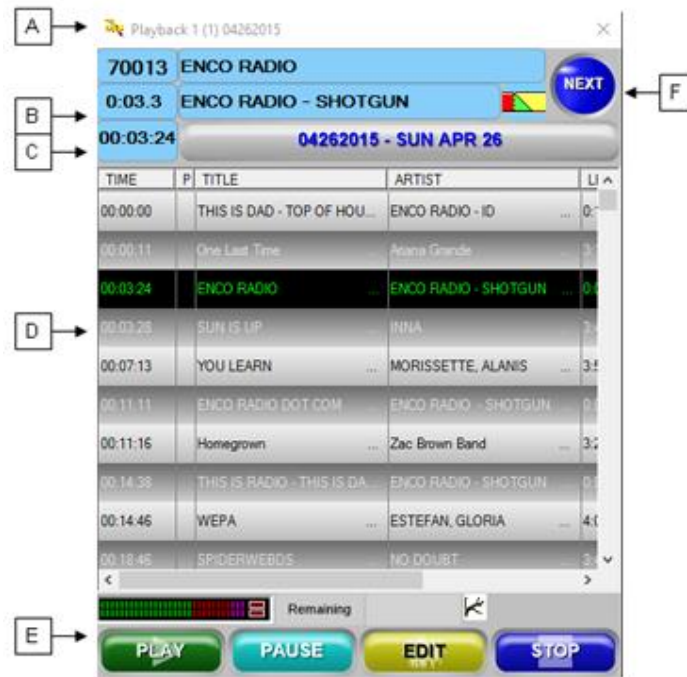 A
Playback 1 (1) 04262015
70013 ENCO RADIO
NEXT
F
0:03.3 ENCO RADIO - SHOTGUN
B
00:03:24 04262015 - SUN APR 26
C
TIME P TITLE ARTIST
00:00:00 THIS IS DAD - TOP OF HOU... ENCO RADIO - ID ...
00:00:11 One Last Time ... Ariana Grande ...
00:03:24 ENCO RADIO ... ENCO RADIO - SHOTGUN ...
D
00:03:28 SUN IS UP ... INNA ...
00:07:13 YOU LEARN ... MORISSETTE, ALANIS ...
00:11:11 ENCO RADIO DOT COM ... ENCO RADIO - SHOTGUN ...
00:11:16 Homegrown ... Zac Brown Band ...
00:14:38 THIS IS RADIO - THIS IS DA... ENCO RADIO - SHOTGUN ...
00:14:46 WEPA ... ESTEFAN, GLORIA ...
00:18:46 SPIDERWEBDS ... NO DOUBT ...
Remaining
E
PLAY PAUSE EDIT STOP